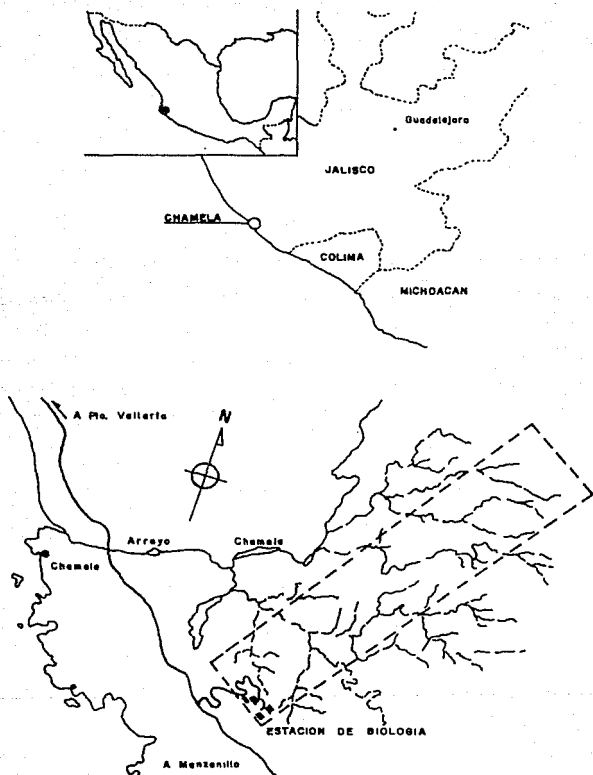 Guadalajara
JALISCO
CHAMELA
COLIMA
MICHOACAN
A Pto. Vallarta
N
Arroyo Chamela
Chamela
ESTACION DE BIOLOGIA
A Manzanillo